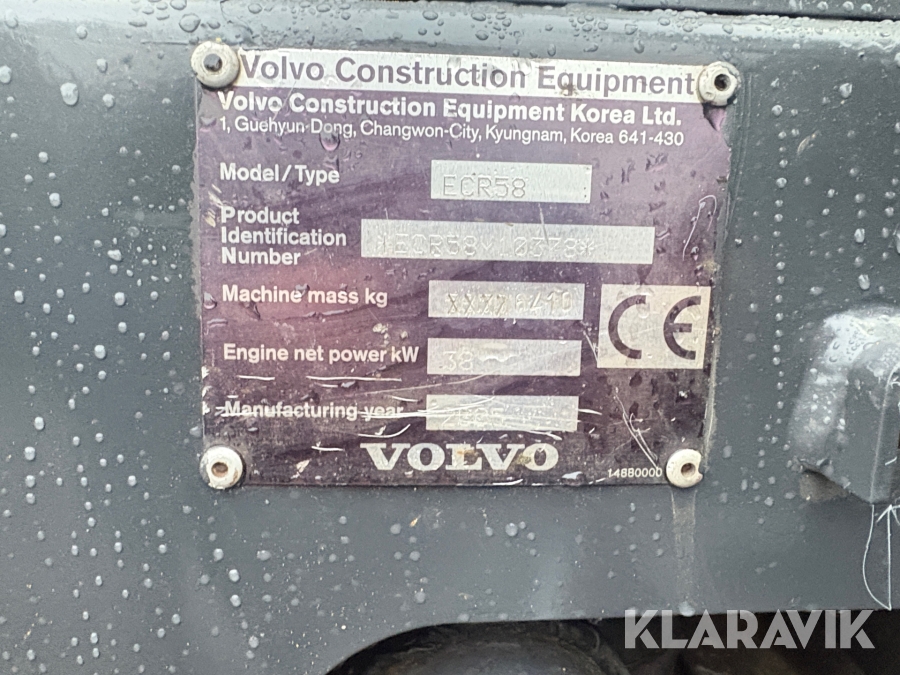 Volvo Construction Equipment
Volvo Construction Equipment Korea Ltd.
1, Guehyun-Dong, Changwon-City, Kyungnam, Korea 641-430
Model/Type ECR58
Product
Identification
Number
Machine mass kg
CE
Engine net power kW 38
Manufacturing year
VOLVO
14880000
KLARAVIK